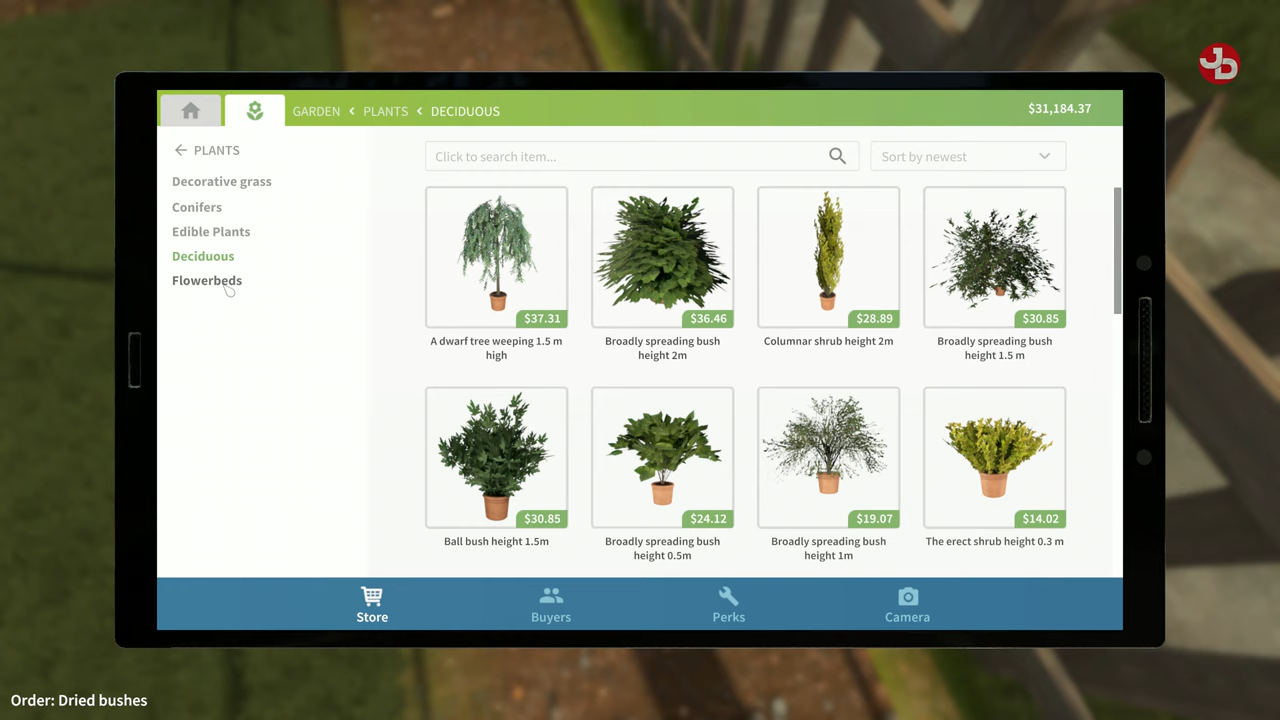 JD
GARDEN < PLANTS < DECIDUOUS
$31,184.37
← PLANTS
Decorative grass
Conifers
Edible Plants
Deciduous
Flowerbeds
Click to search item...
Sort by newest
$37.31
$36.46
$28.89
$30.85
A dwarf tree weeping 1.5 m
high
Broadly spreading bush
height 2m
Columnar shrub height 2m
Broadly spreading bush
height 1.5 m
$30.85
$24.12
$19.07
$14.02
Ball bush height 1.5m
Broadly spreading bush
height 0.5m
Broadly spreading bush
height 1m
The erect shrub height 0.3 m
Store
Buyers
Perks
Camera
Order: Dried bushes